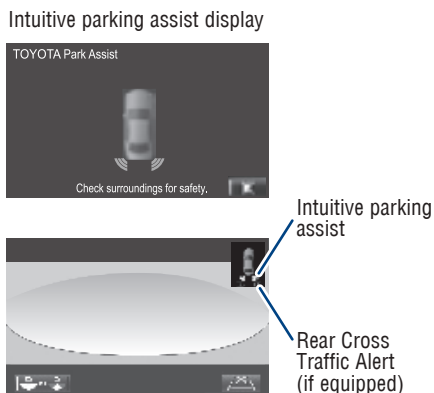 Intuitive parking assist display
TOYOTA Park Assist
Check surroundings for safety.
Intuitive parking
assist
Rear Cross
Traffic Alert
(if equipped)